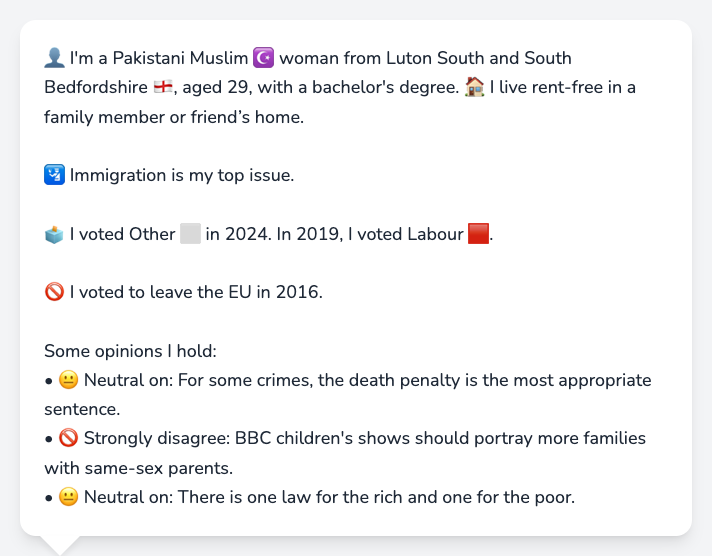 👤 I'm a Pakistani Muslim ☪️ woman from Luton South and South
Bedfordshire 🏴󠁧󠁢󠁥󠁮󠁧󠁿, aged 29, with a bachelor's degree. 🏠 I live rent-free in a
family member or friend’s home.
🛂 Immigration is my top issue.
🗳️ I voted Other ⬜ in 2024. In 2019, I voted Labour 🟥.
🚫 I voted to leave the EU in 2016.
Some opinions I hold:
• 😐 Neutral on: For some crimes, the death penalty is the most appropriate
sentence.
• 🚫 Strongly disagree: BBC children's shows should portray more families
with same-sex parents.
• 😐 Neutral on: There is one law for the rich and one for the poor.